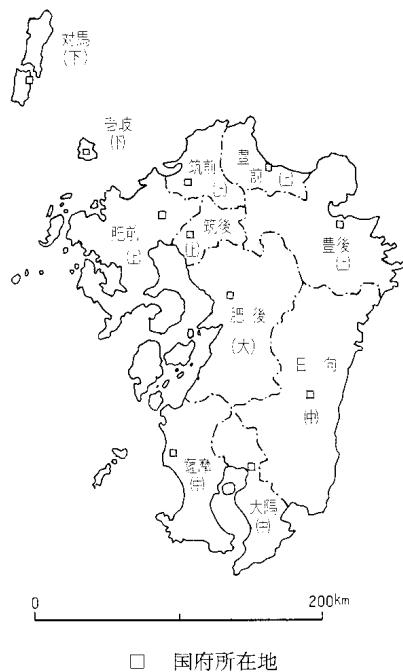 対馬
(下)
壱岐
(下)
筑前
(上)
豊前
(上)
肥前
(上)
筑後
(上)
豊後
(上)
肥後
(大)
日向
(中)
薩摩
(中)
大隅
(中)
0
200km
□ 国府所在地